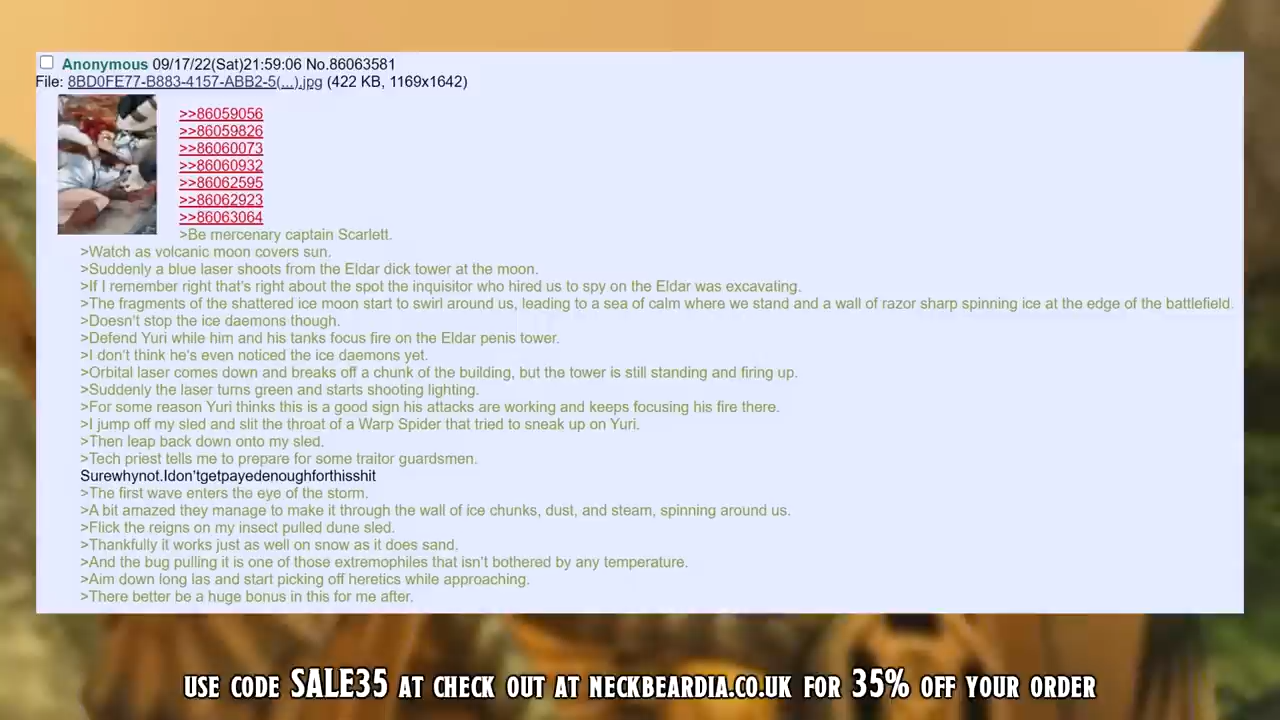 Anonymous 09/17/22(Sat)21:59:06 No.86063581
File: 8BD0FE77-B883-4157-ABB2-5(...).jpg (422 KB, 1169x1642)
>>86059056
>>86059826
>>86060073
>>86060932
>>86062595
>>86062923
>>86063064
>Be mercenary captain Scarlett.
>Watch as volcanic moon covers sun.
>Suddenly a blue laser shoots from the Eldar dick tower at the moon.
>If I remember right that's right about the spot the inquisitor who hired us to spy on the Eldar was excavating.
>The fragments of the shattered ice moon start to swirl around us, leading to a sea of calm where we stand and a wall of razor sharp spinning ice at the edge of the battlefield.
>Doesn't stop the ice daemons though.
>Defend Yuri while him and his tanks focus fire on the Eldar penis tower.
>I don't think he's even noticed the ice daemons yet.
>Orbital laser comes down and breaks off a chunk of the building, but the tower is still standing and firing up.
>Suddenly the laser turns green and starts shooting lighting.
>For some reason Yuri thinks this is a good sign his attacks are working and keeps focusing his fire there.
>I jump off my sled and slit the throat of a Warp Spider that tried to sneak up on Yuri.
>Then leap back down onto my sled.
>Tech priest tells me to prepare for some traitor guardsmen.
Surewhynot.Idon'tgetpayedenoughforthisshit
>The first wave enters the eye of the storm.
>A bit amazed they manage to make it through the wall of ice chunks, dust, and steam, spinning around us.
>Flick the reigns on my insect pulled dune sled.
>Thankfully it works just as well on snow as it does sand.
>And the bug pulling it is one of those extremophiles that isn't bothered by any temperature.
>Aim down long las and start picking off heretics while approaching.
>There better be a huge bonus in this for me after.
USE CODE SALE35 AT CHECK OUT AT NECKBEARDIA.CO.UK FOR 35% OFF YOUR ORDER